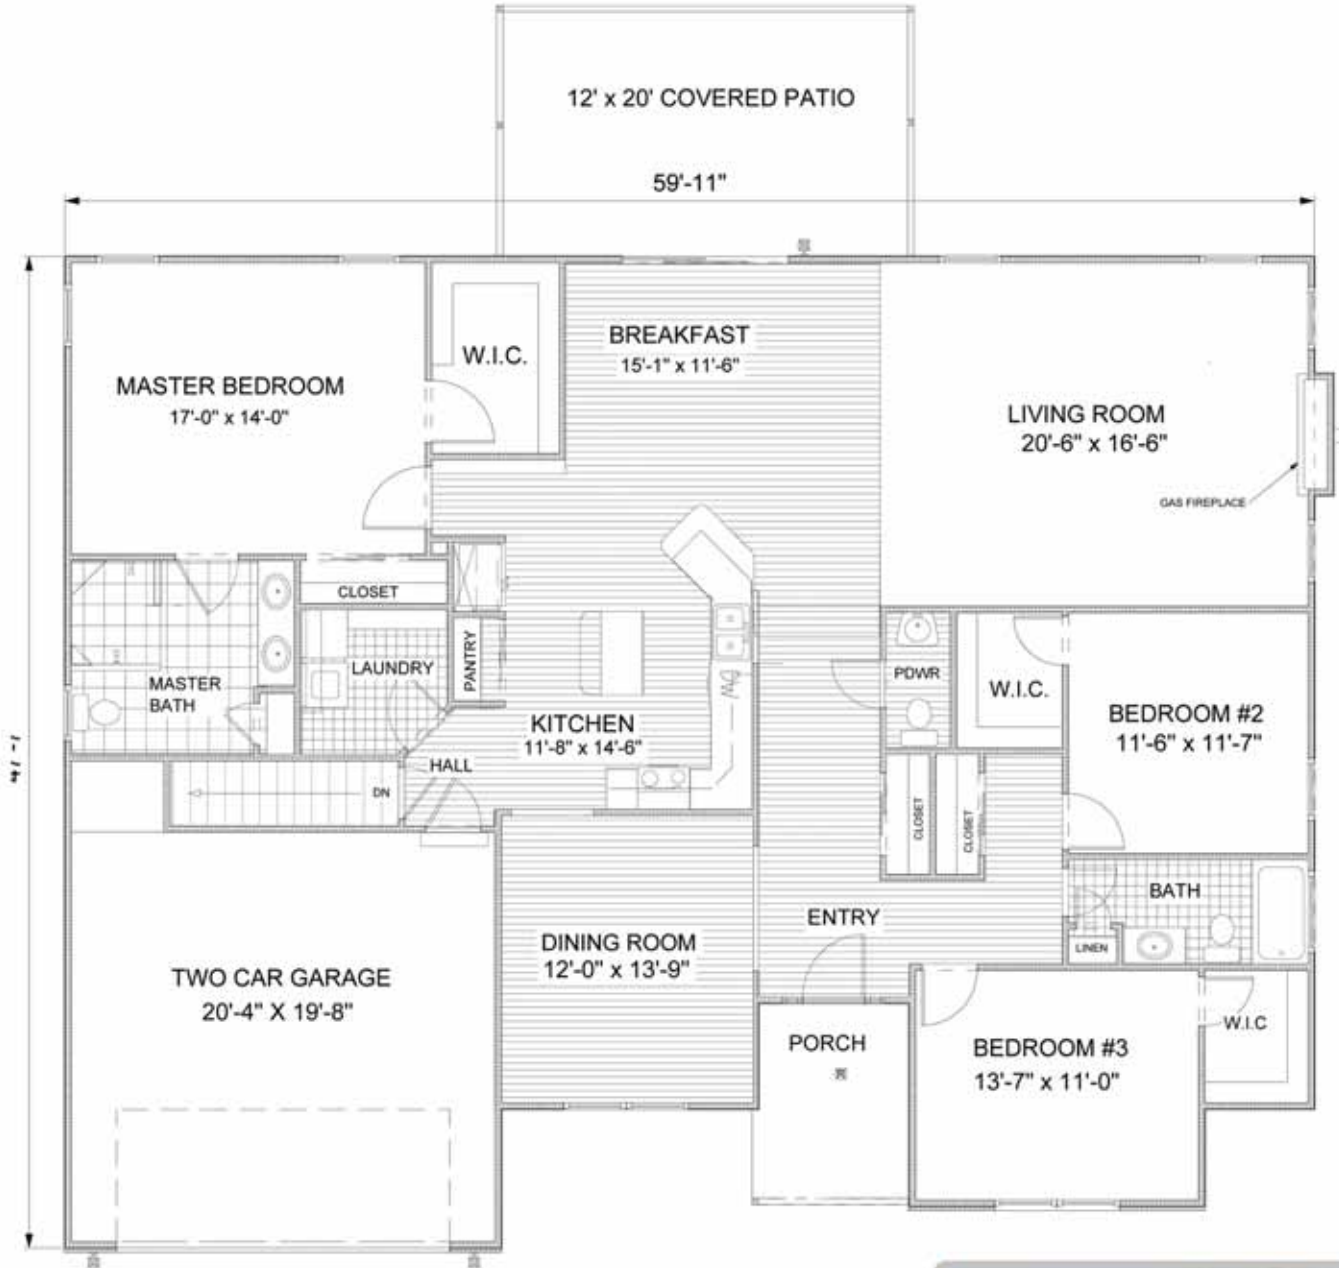 12' x 20' COVERED PATIO
59'-11"
BREAKFAST
15'-1" x 11'-6"
W.I.C.
MASTER BEDROOM
17'-0" x 14'-0"
LIVING ROOM
20'-6" x 16'-6"
GAS FIREPLACE
CLOSET
LAUNDRY
PANTRY
MASTER
BATH
DW
KITCHEN
11'-8" x 14'-6"
HALL
DN
PDWR
W.I.C.
BEDROOM #2
11'-6" x 11'-7"
CLOSET
CLOSET
BATH
LINEN
ENTRY
DINING ROOM
12'-0" x 13'-9"
TWO CAR GARAGE
20'-4" X 19'-8"
PORCH
BEDROOM #3
13'-7" x 11'-0"
W.I.C